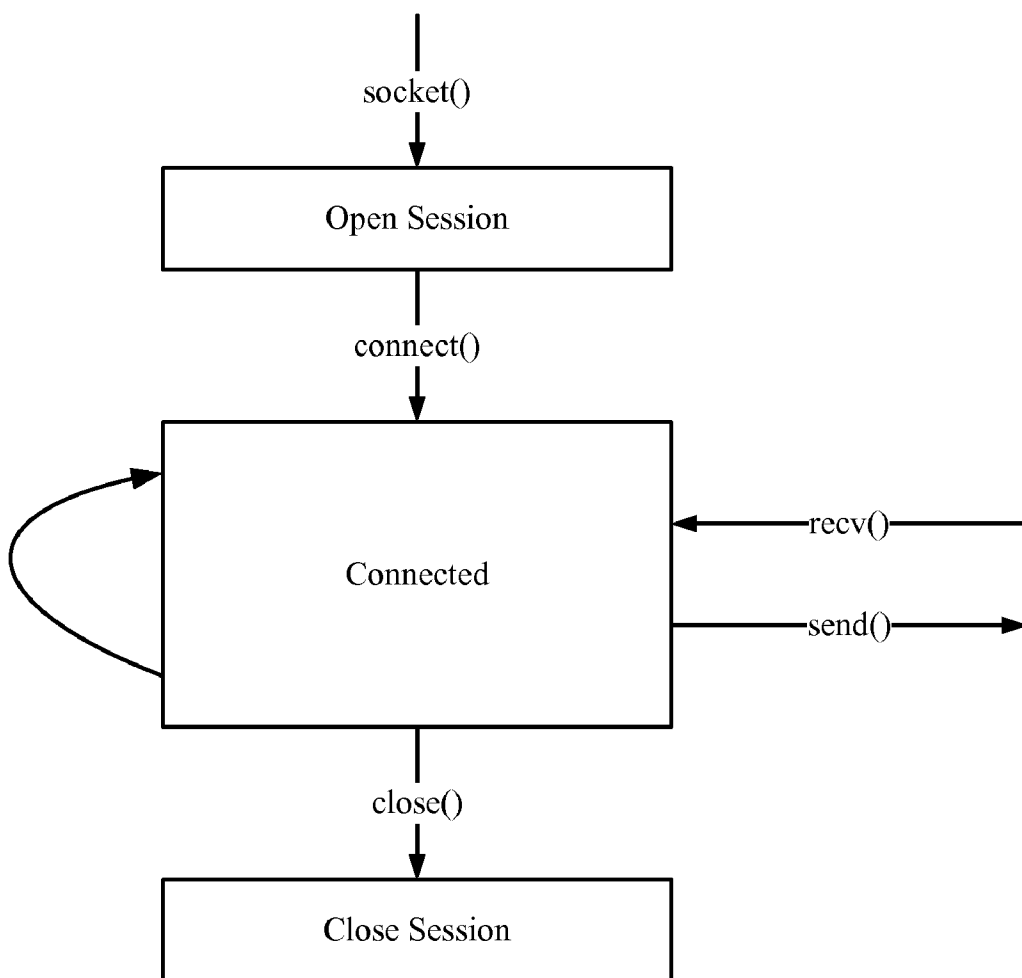 socket()
Open Session
connect()
recv()
Connected
send()
close()
Close Session